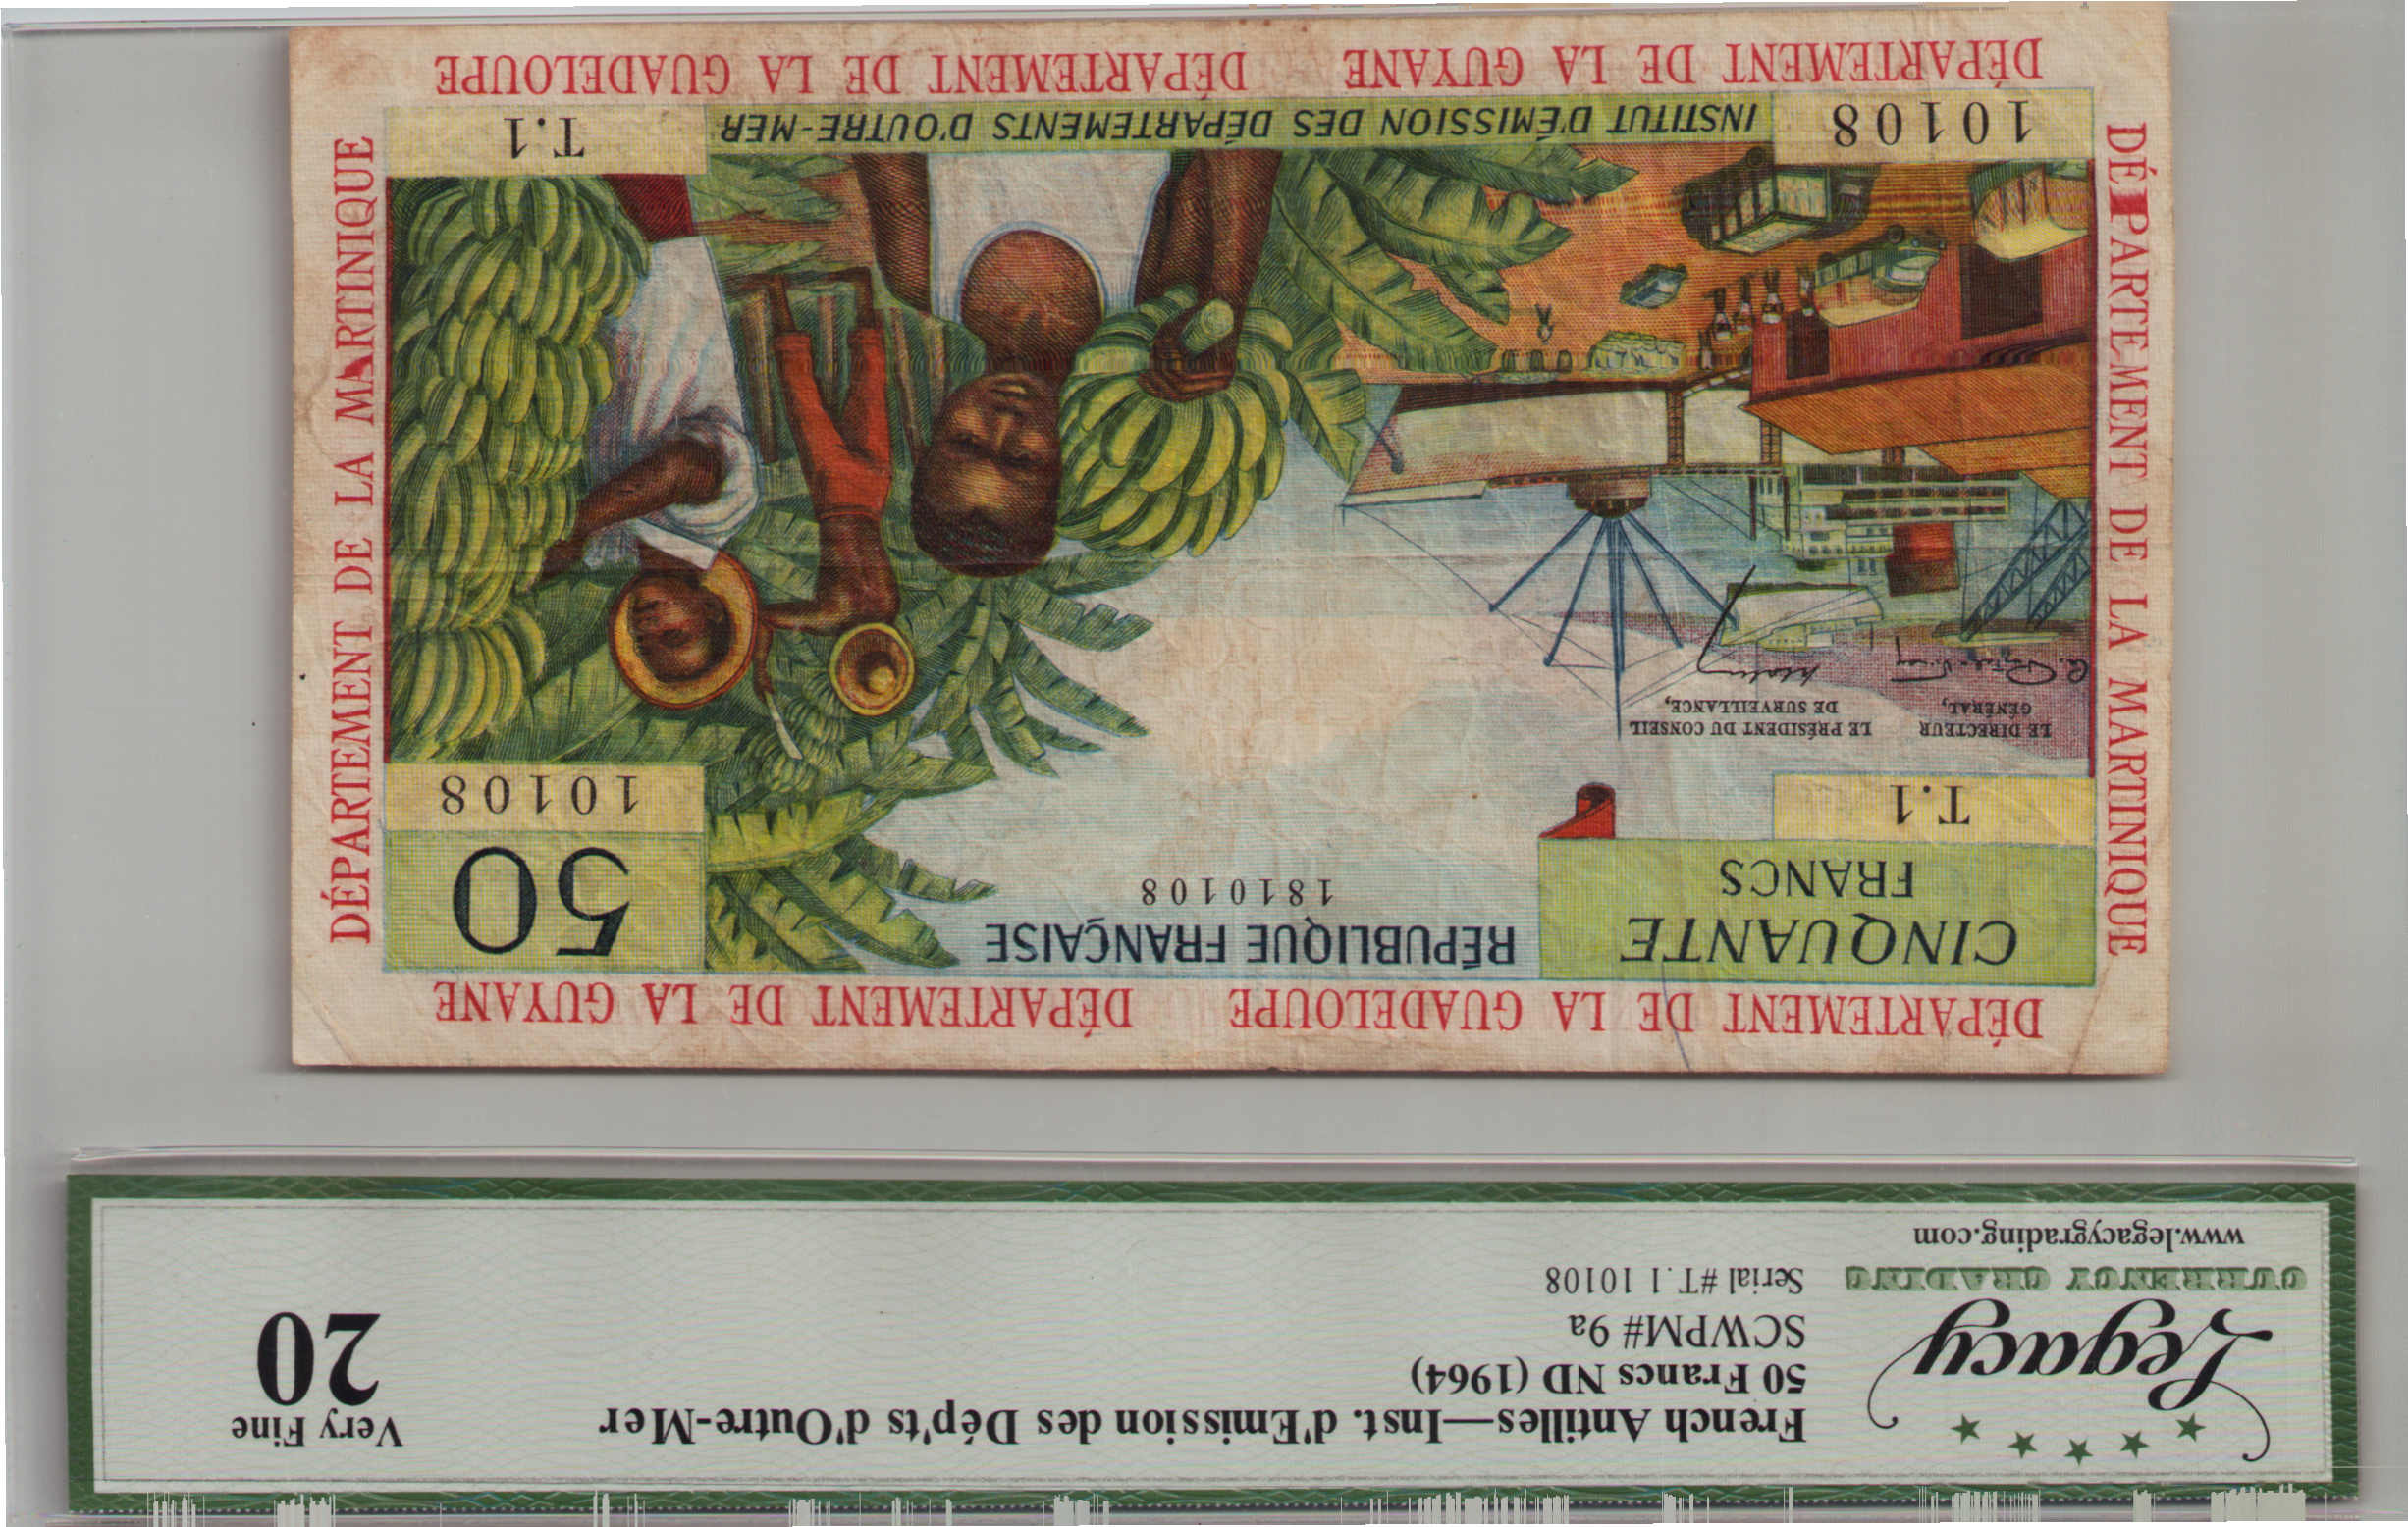 ★ ★ ★ ★ ★
Legacy
CURRENCY GRADING
www.legacygrading.com
French Antilles—Inst. d'Emission des Dép'ts d'Outre-Mer
50 Francs ND (1964)
SCWPM# 9a
Serial #T.1 10108
Very Fine
20
DÉPARTEMENT DE LA GUADELOUPE DÉPARTEMENT DE LA GUYANE
DÉPARTEMENT DE LA MARTINIQUE
CINQUANTE
FRANCS
RÉPUBLIQUE FRANÇAISE
1810108
50
T.1
10108
LE DIRECTEUR
GÉNÉRAL,
LE PRÉSIDENT DU CONSEIL
DE SURVEILLANCE,
10108
INSTITUT D'ÉMISSION DES DÉPARTEMENTS D'OUTRE-MER
T.1
DÉPARTEMENT DE LA MARTINIQUE
DÉPARTEMENT DE LA GUYANE DÉPARTEMENT DE LA GUADELOUPE